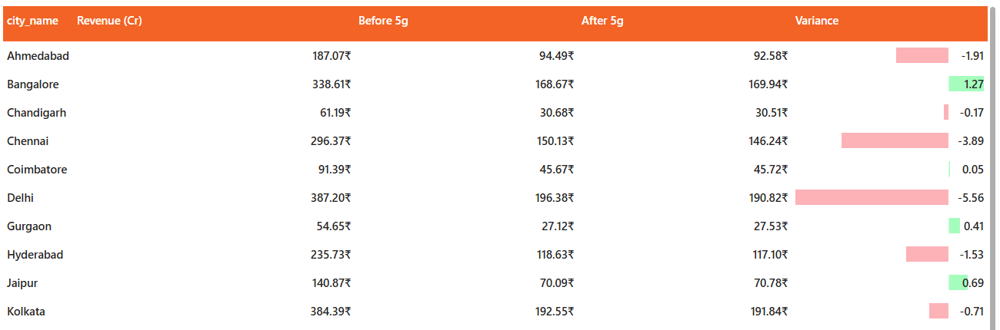 city_name Revenue (Cr) Before 5g After 5g Variance
Ahmedabad 187.07₹ 94.49₹ 92.58₹ -1.91
Bangalore 338.61₹ 168.67₹ 169.94₹ 1.27
Chandigarh 61.19₹ 30.68₹ 30.51₹ -0.17
Chennai 296.37₹ 150.13₹ 146.24₹ -3.89
Coimbatore 91.39₹ 45.67₹ 45.72₹ 0.05
Delhi 387.20₹ 196.38₹ 190.82₹ -5.56
Gurgaon 54.65₹ 27.12₹ 27.53₹ 0.41
Hyderabad 235.73₹ 118.63₹ 117.10₹ -1.53
Jaipur 140.87₹ 70.09₹ 70.78₹ 0.69
Kolkata 384.39₹ 192.55₹ 191.84₹ -0.71